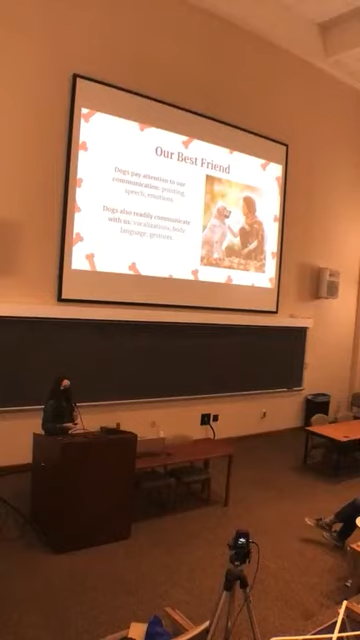 Our Best Friend
Dogs pay attention to our
communication: pointing,
speech, emotions
Dogs also readily communicate
with us: vocalizations, body
language, gestures.